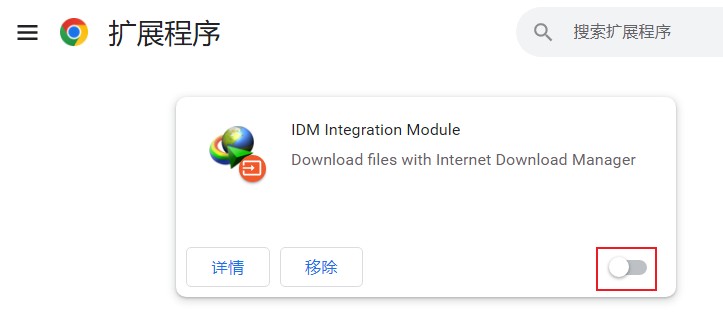 扩展程序
搜索扩展程序
IDM Integration Module
Download files with Internet Download Manager
详情
移除